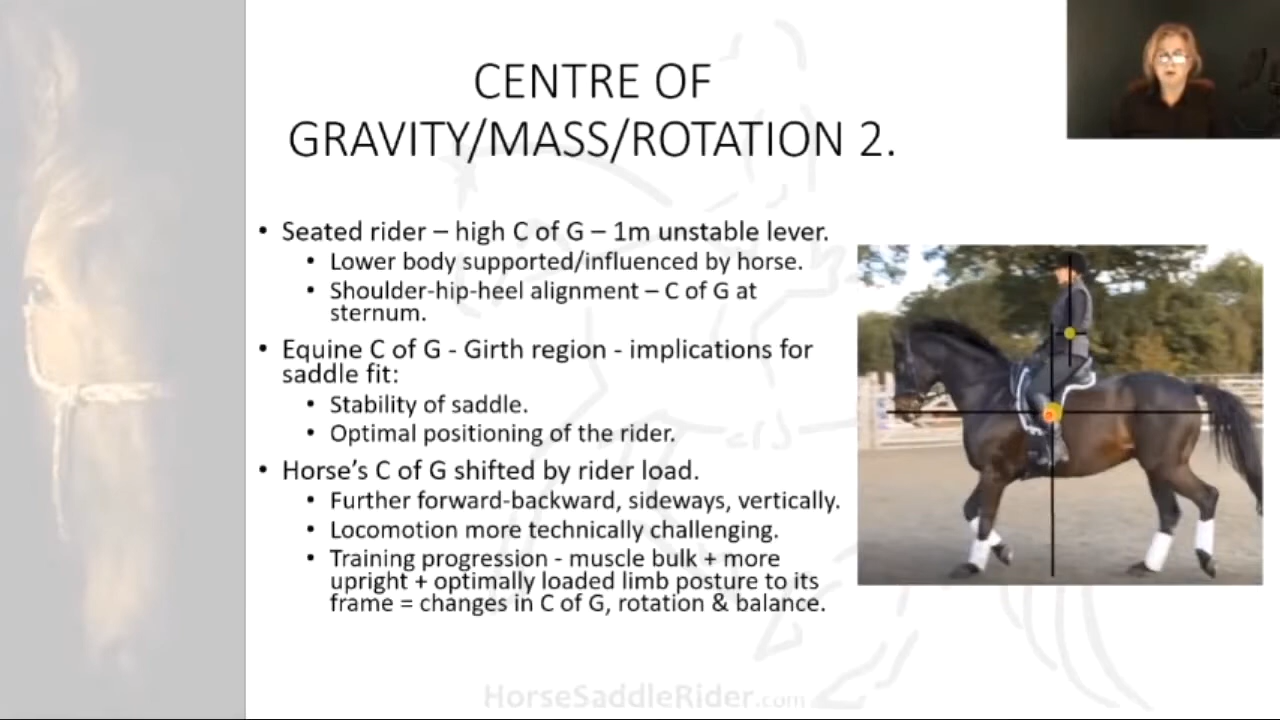 CENTRE OF
GRAVITY/MASS/ROTATION 2.
• Seated rider – high C of G – 1m unstable lever.
• Lower body supported/influenced by horse.
• Shoulder-hip-heel alignment – C of G at
sternum.
• Equine C of G - Girth region - implications for
saddle fit:
• Stability of saddle.
• Optimal positioning of the rider.
• Horse’s C of G shifted by rider load.
• Further forward-backward, sideways, vertically.
• Locomotion more technically challenging.
• Training progression - muscle bulk + more
upright + optimally loaded limb posture to its
frame = changes in C of G, rotation & balance.
HorseSaddleRider.com